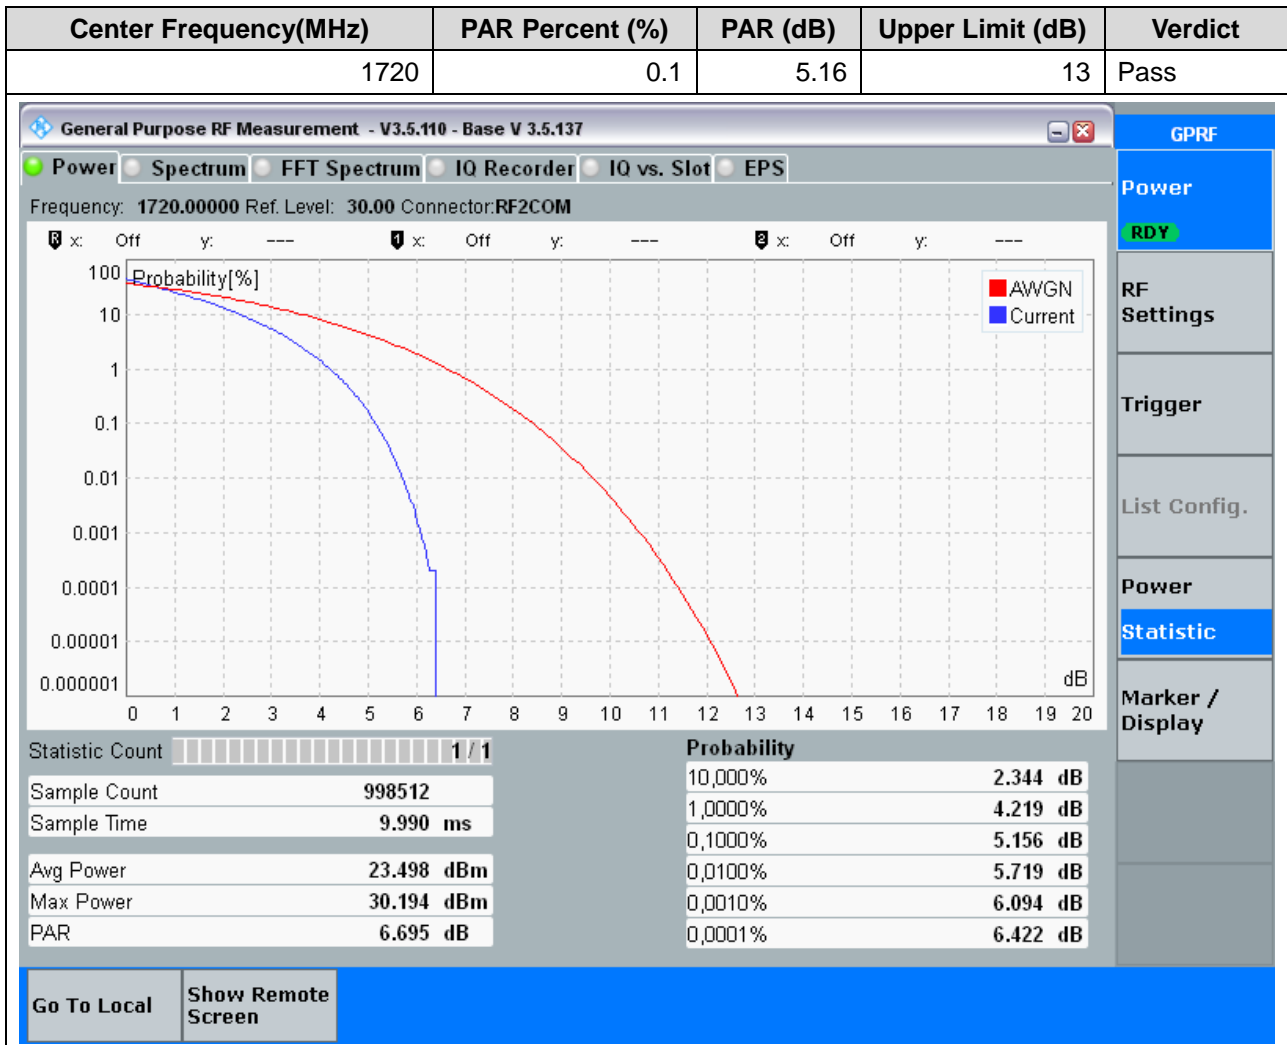 Center Frequency(MHz) PAR Percent (%) PAR (dB) Upper Limit (dB) Verdict
1720 0.1 5.16 13 Pass
General Purpose RF Measurement - V3.5.110 - Base V 3.5.137
GPRF
Power Spectrum FFT Spectrum IQ Recorder IQ vs. Slot EPS
Frequency: 1720.00000 Ref. Level: 30.00 Connector:RF2COM
R x: Off y: --- 1 x: Off y: --- 2 x: Off y: ---
Probability[%]
100
10
1
0.1
0.01
0.001
0.0001
0.00001
0.000001
AWGN
Current
dB
0 1 2 3 4 5 6 7 8 9 10 11 12 13 14 15 16 17 18 19 20
Power
RDY
RF
Settings
Trigger
List Config.
Power
Statistic
Marker /
Display
Statistic Count 1 / 1
Sample Count 998512
Sample Time 9.990 ms
Avg Power 23.498 dBm
Max Power 30.194 dBm
PAR 6.695 dB
Probability
10,000% 2.344 dB
1,0000% 4.219 dB
0,1000% 5.156 dB
0,0100% 5.719 dB
0,0010% 6.094 dB
0,0001% 6.422 dB
Go To Local
Show Remote
Screen